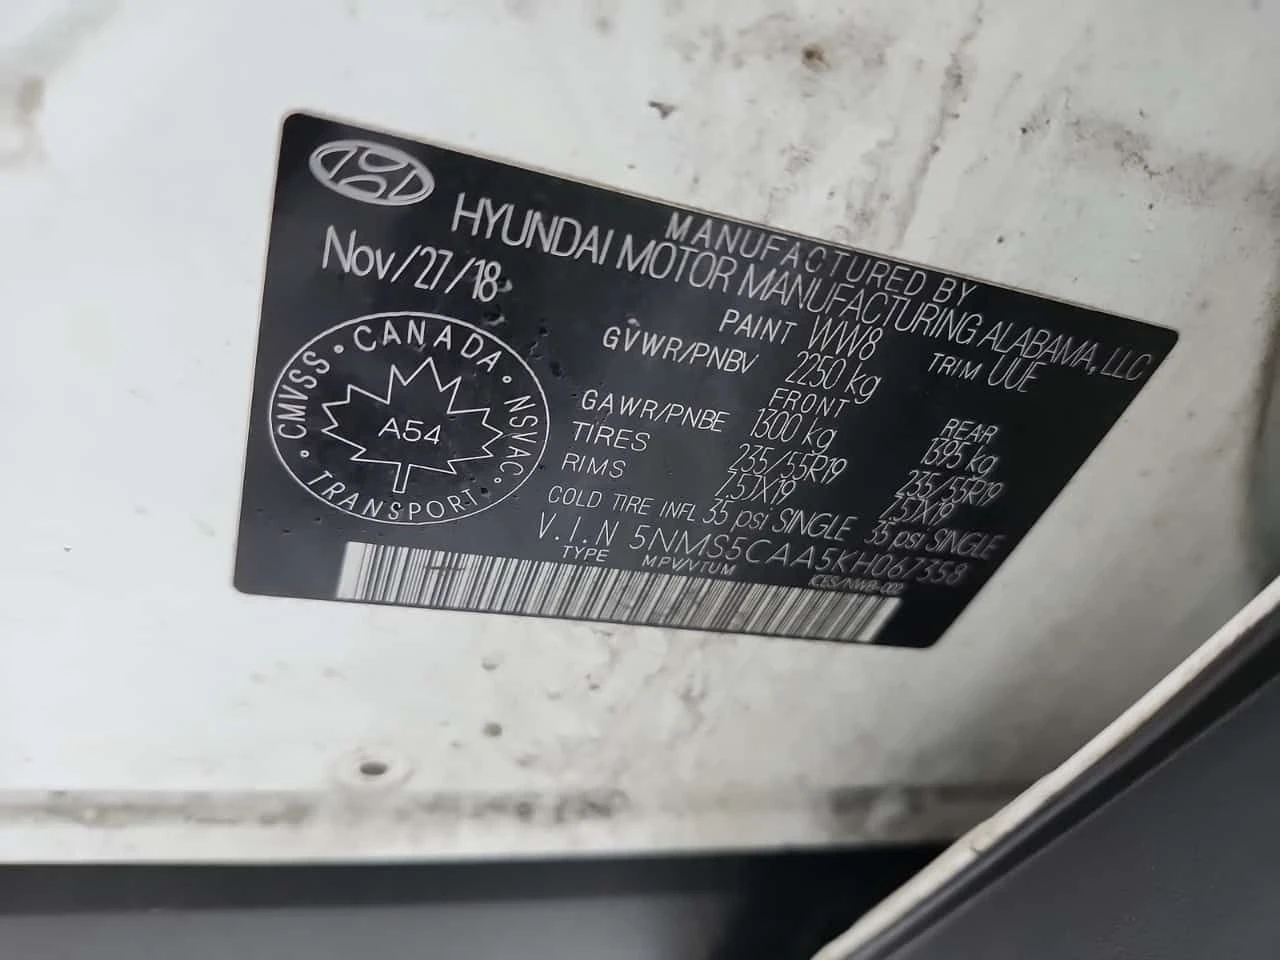 MANUFACTURED BY
HYUNDAI MOTOR MANUFACTURING ALABAMA, LLC
Nov/27/18
PAINT WW8 TRIM UUE
GVWR/PNBV 2250 kg
FRONT REAR
GAWR/PNBE 1300 kg 1395 kg
TIRES 235/55R19 235/55R19
RIMS 7.5JX19 7.5JX19
COLD TIRE INFL 35 psi SINGLE 35 psi SINGLE
V.I.N 5NMS5CAA5KH067358
TYPE MPV/VTUM
CANADA
CMVSS NSVAC
A54
TRANSPORT